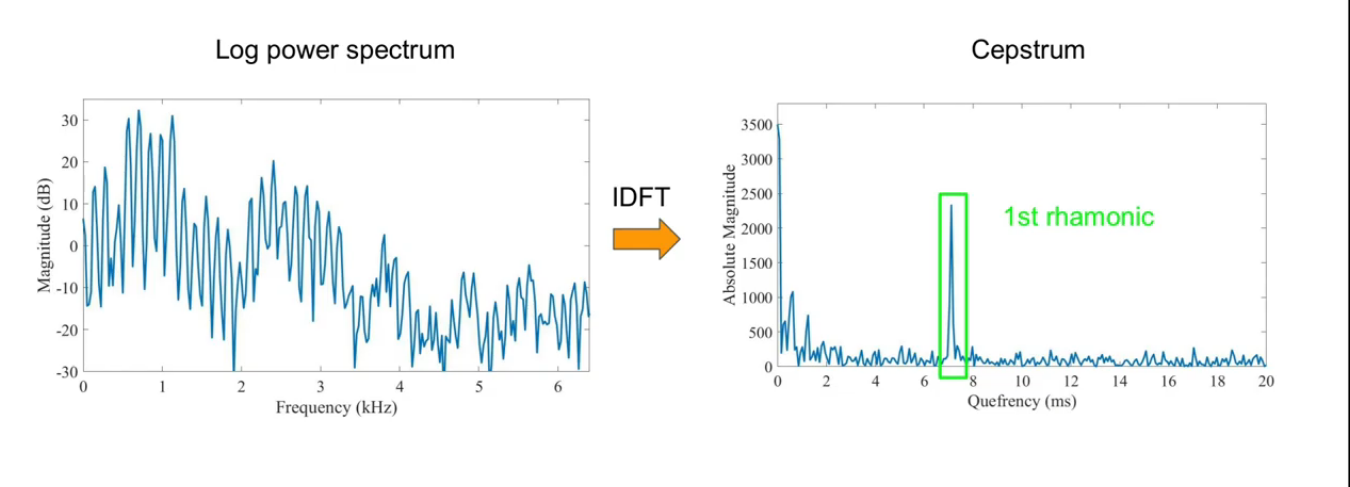 Log power spectrum
Cepstrum
30
20
10
0
-10
-20
-30
Magnitude (dB)
0 1 2 3 4 5 6
Frequency (kHz)
IDFT
3500
3000
2500
2000
1500
1000
500
0
Absolute Magnitude
1st rhamonic
0 2 4 6 8 10 12 14 16 18 20
Quefrency (ms)